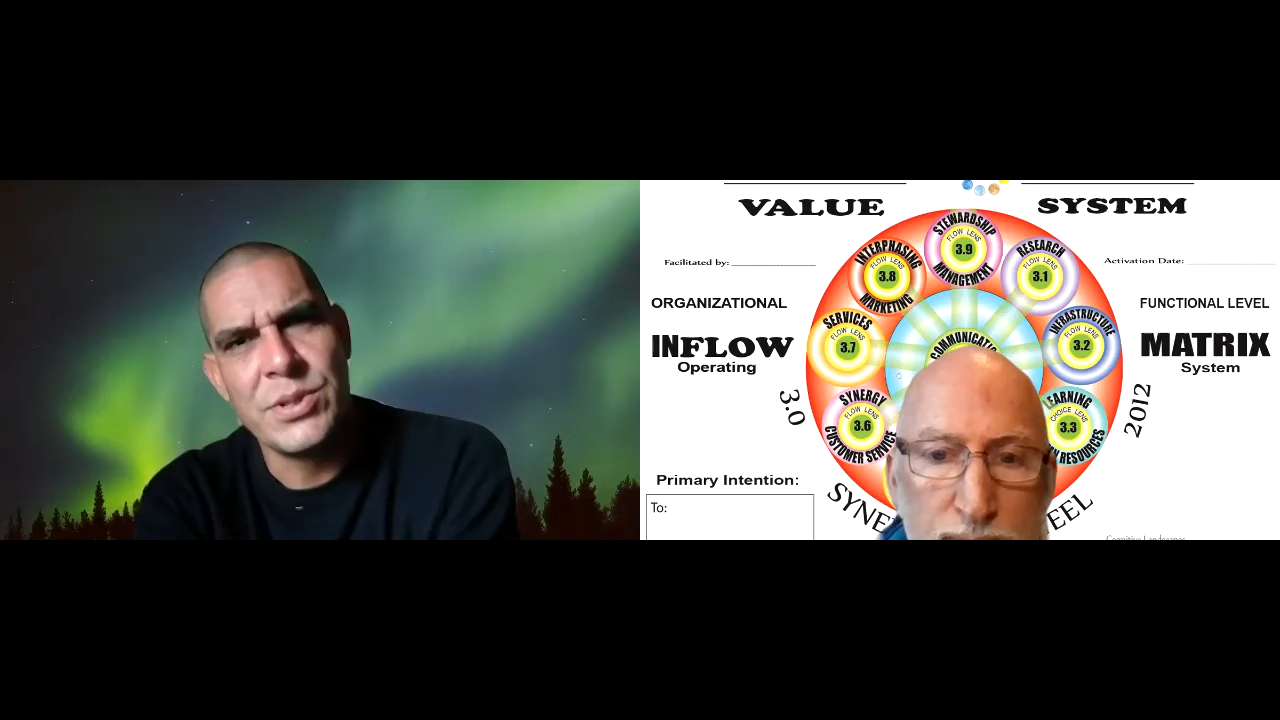 VALUE SYSTEM
Facilitated by:
Activation Date:
ORGANIZATIONAL
INFLOW
Operating
FUNCTIONAL LEVEL
MATRIX
System
STEWARDSHIP
FLOW LENS
3.9
MANAGEMENT
RESEARCH
FLOW LENS
3.1
INFRASTRUCTURE
FLOW LENS
3.2
CHOICE LENS
3.3
SYNERGY
FLOW LENS
3.6
CUSTOMER SERVICE
SERVICES
FLOW LENS
3.7
INTERPHASING
FLOW LENS
3.8
MARKETING
3.0
2012
Primary Intention:
To: